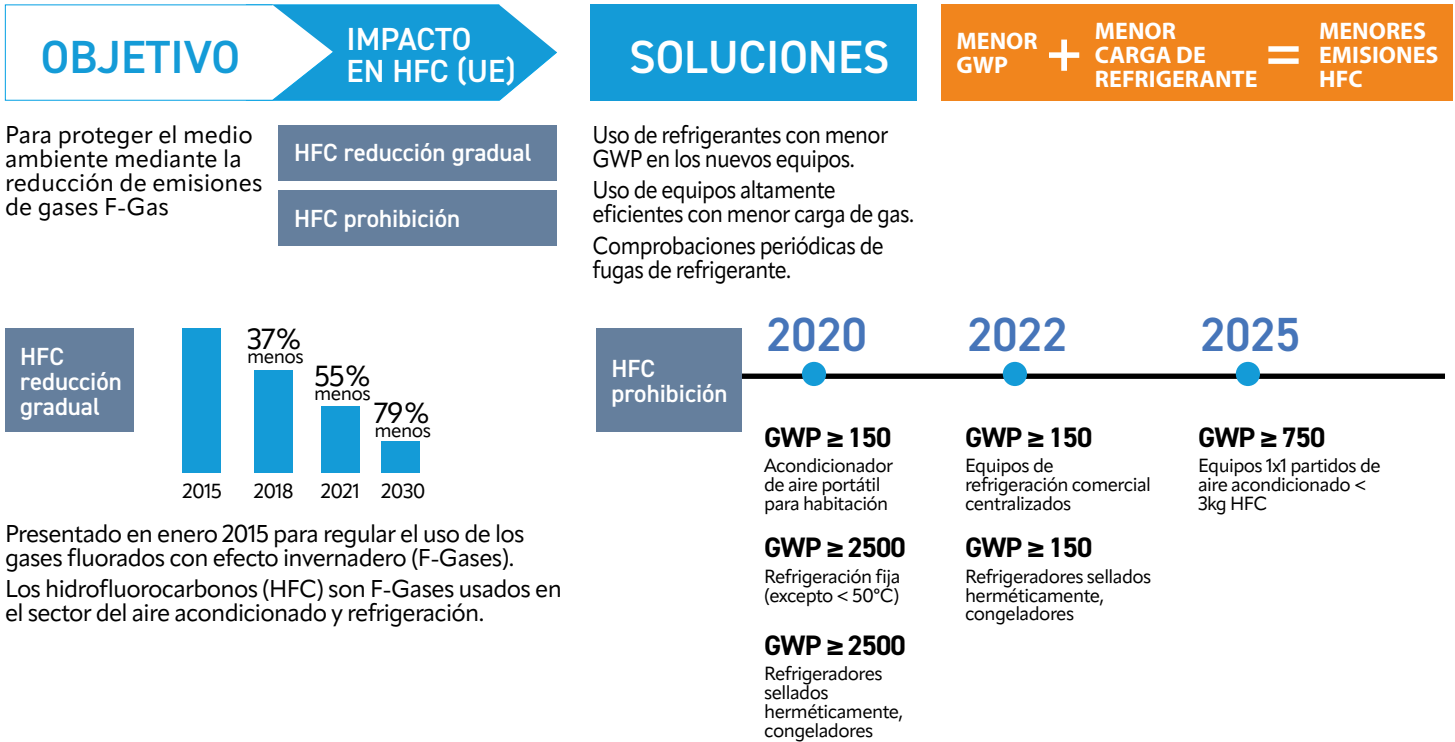 OBJETIVO
IMPACTO
EN HFC (UE)
Para proteger el medio
ambiente mediante la
reducción de emisiones
de gases F-Gas
HFC reducción gradual
HFC prohibición
SOLUCIONES
MENOR
GWP
+
MENOR
CARGA DE
REFRIGERANTE
=
MENORES
EMISIONES
HFC
Uso de refrigerantes con menor
GWP en los nuevos equipos.
Uso de equipos altamente
eficientes con menor carga de gas.
Comprobaciones periódicas de
fugas de refrigerante.
HFC
reducción
gradual
37%
menos
55%
menos
79%
menos
2015 2018 2021 2030
Presentado en enero 2015 para regular el uso de los
gases fluorados con efecto invernadero (F-Gases).
Los hidrofluorocarbonos (HFC) son F-Gases usados en
el sector del aire acondicionado y refrigeración.
HFC
prohibición
2020
GWP ≥ 150
Acondicionador
de aire portátil
para habitación
GWP ≥ 2500
Refrigeración fija
(excepto < 50°C)
GWP ≥ 2500
Refrigeradores
sellados
herméticamente,
congeladores
2022
GWP ≥ 150
Equipos de
refrigeración comercial
centralizados
GWP ≥ 150
Refrigeradores sellados
herméticamente,
congeladores
2025
GWP ≥ 750
Equipos 1x1 partidos de
aire acondicionado <
3kg HFC